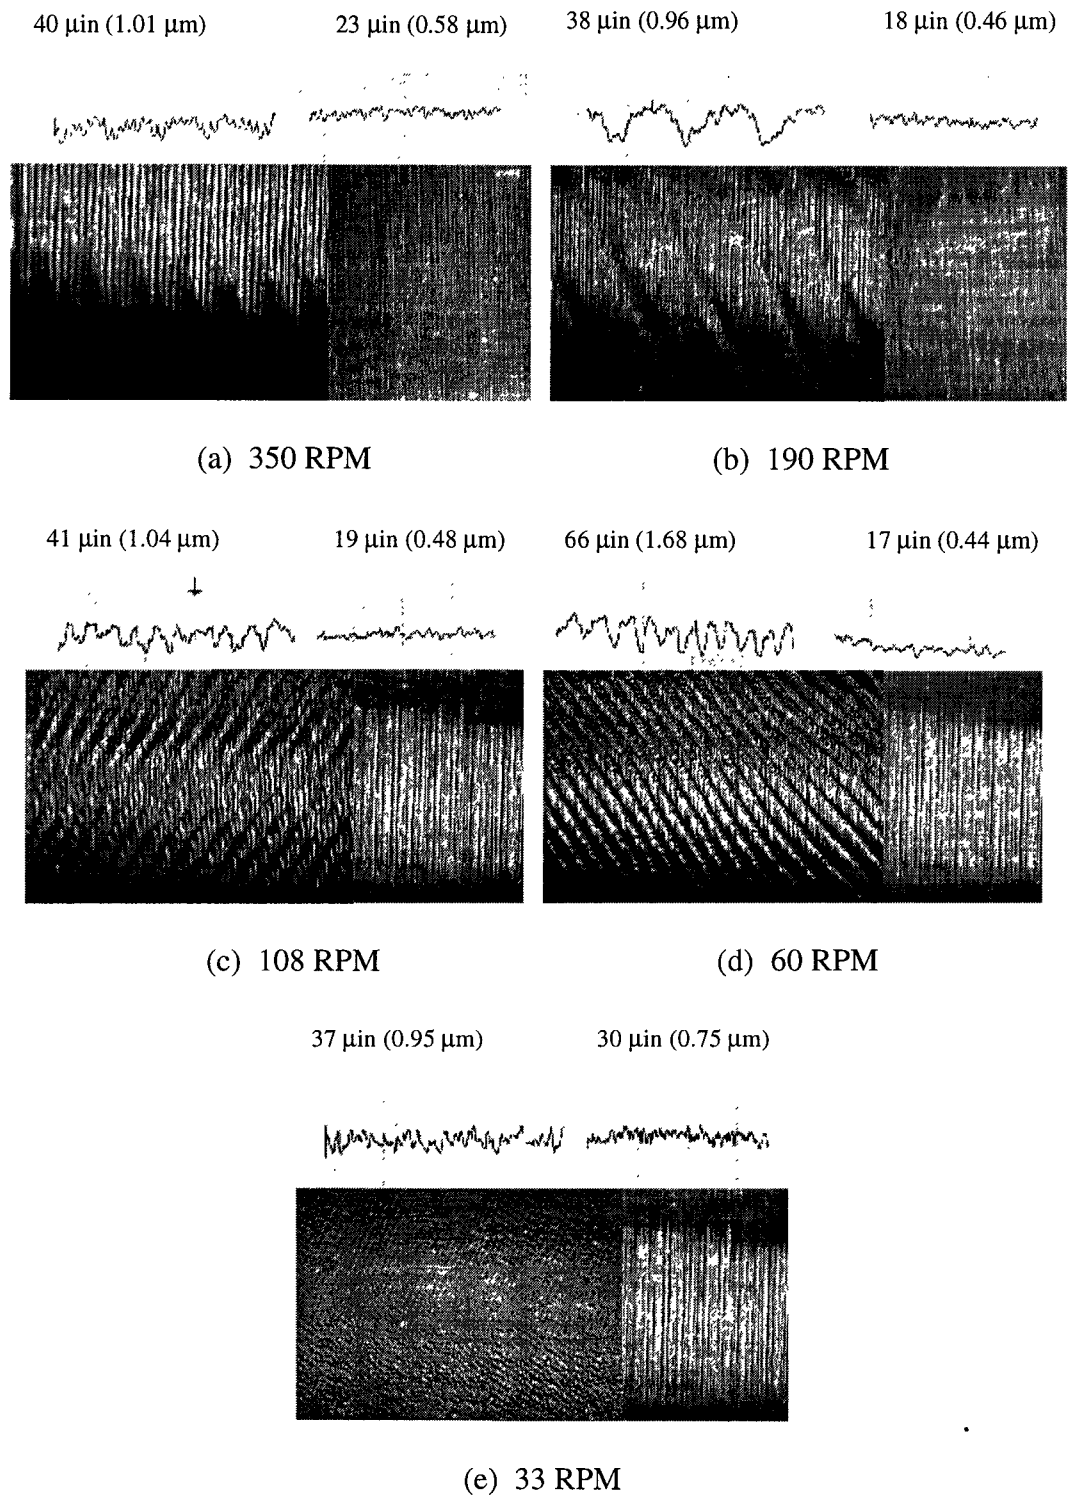 40 μin (1.01 μm) 23 μin (0.58 μm) 38 μin (0.96 μm) 18 μin (0.46 μm)
(a) 350 RPM (b) 190 RPM
41 μin (1.04 μm) 19 μin (0.48 μm) 66 μin (1.68 μm) 17 μin (0.44 μm)
(c) 108 RPM (d) 60 RPM
37 μin (0.95 μm) 30 μin (0.75 μm)
(e) 33 RPM